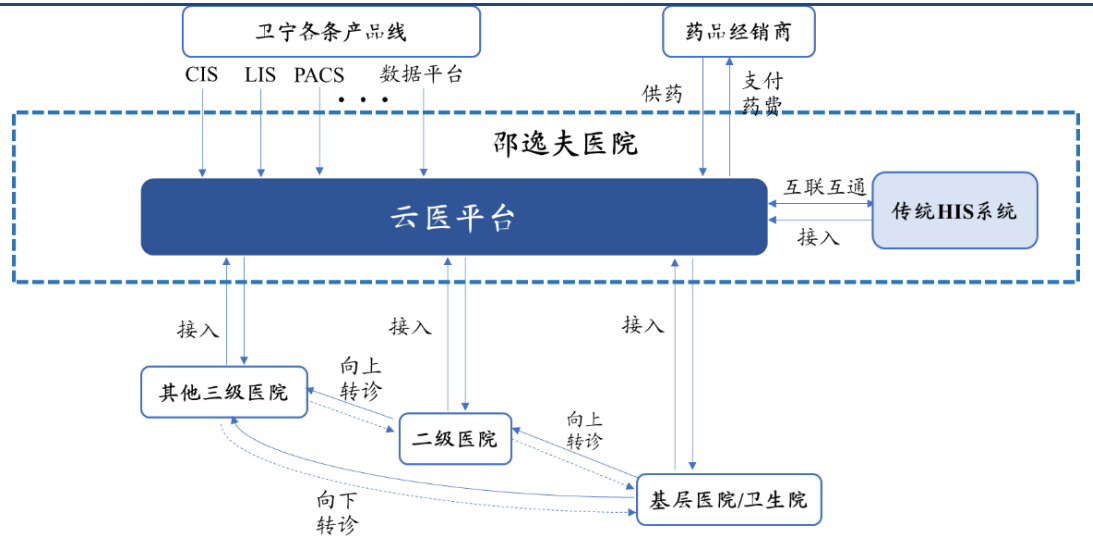 卫宁各条产品线
药品经销商
CIS
LIS
PACS
数据平台
• • •
供药
支付
药费
邵逸夫医院
云医平台
互联互通
接入
传统HIS系统
接入
接入
接入
其他三级医院
向上
转诊
二级医院
向上
转诊
基层医院/卫生院
向下
转诊